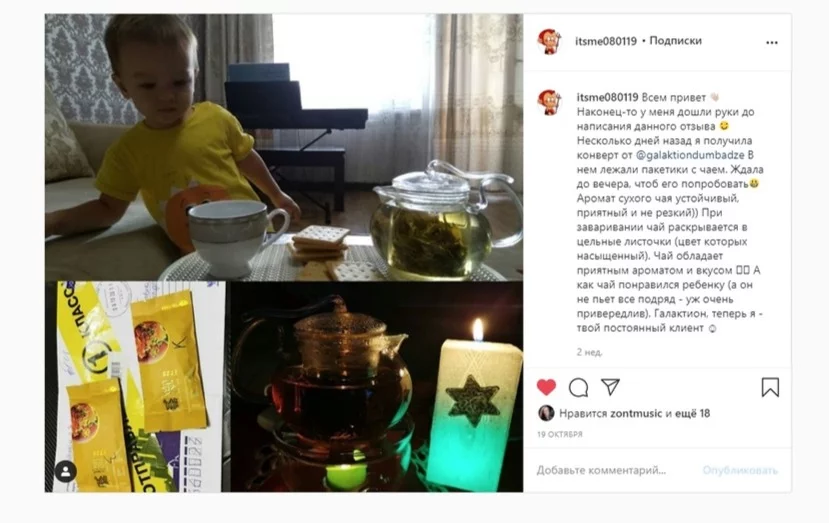 itsme080119 • Подписки
itsme080119 Всем привет 👋🏻
Наконец-то у меня дошли руки до
написания данного отзыва 😄
Несколько дней назад я получила
конверт от @galaktiondumbadze В
нем лежали пакетики с чаем. Ждала
до вечера, чтоб его попробовать😃
Аромат сухого чая устойчивый,
приятный и не резкий)) При
заваривании чай раскрывается в
цельные листочки (цвет которых
насыщенный). Чай обладает
приятным ароматом и вкусом 👍🏻 А
как чай понравился ребенку (а он
не пьет все подряд - уж очень
привередлив). Галактион, теперь я -
твой постоянный клиент ☺
2 нед.
Нравится zontmusic и ещё 18
19 ОКТЯБРЯ
Добавьте комментарий...
Опубликовать
1 КЛАСС
ОТПРАВ